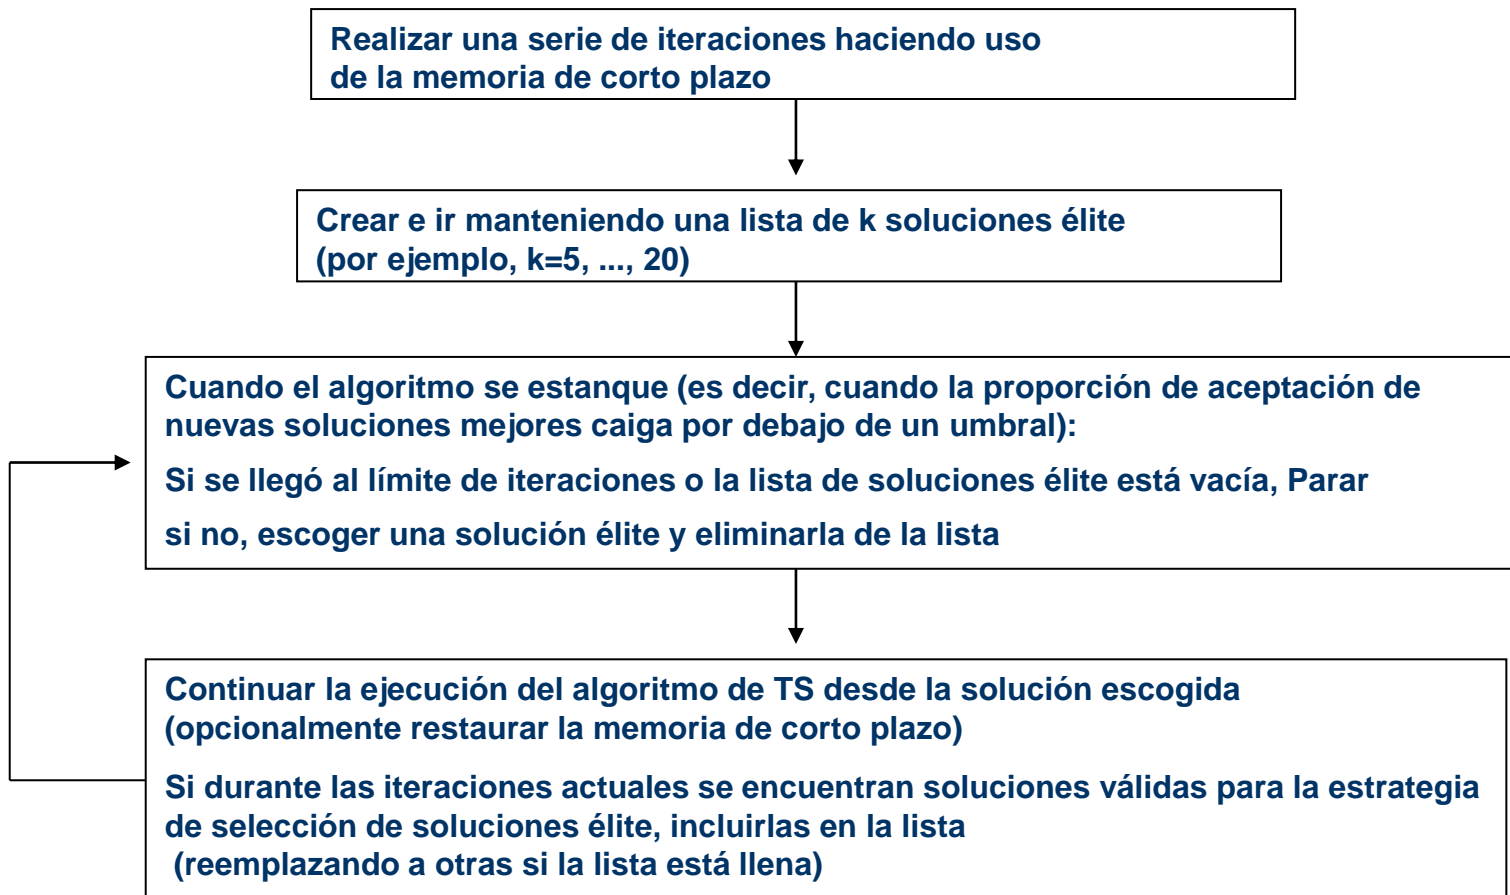 Realizar una serie de iteraciones haciendo uso
de la memoria de corto plazo
Crear e ir manteniendo una lista de k soluciones élite
(por ejemplo, k=5, ..., 20)
Cuando el algoritmo se estanque (es decir, cuando la proporción de aceptación de
nuevas soluciones mejores caiga por debajo de un umbral):
Si se llegó al límite de iteraciones o la lista de soluciones élite está vacía, Parar
si no, escoger una solución élite y eliminarla de la lista
Continuar la ejecución del algoritmo de TS desde la solución escogida
(opcionalmente restaurar la memoria de corto plazo)
Si durante las iteraciones actuales se encuentran soluciones válidas para la estrategia
de selección de soluciones élite, incluirlas en la lista
(reemplazando a otras si la lista está llena)